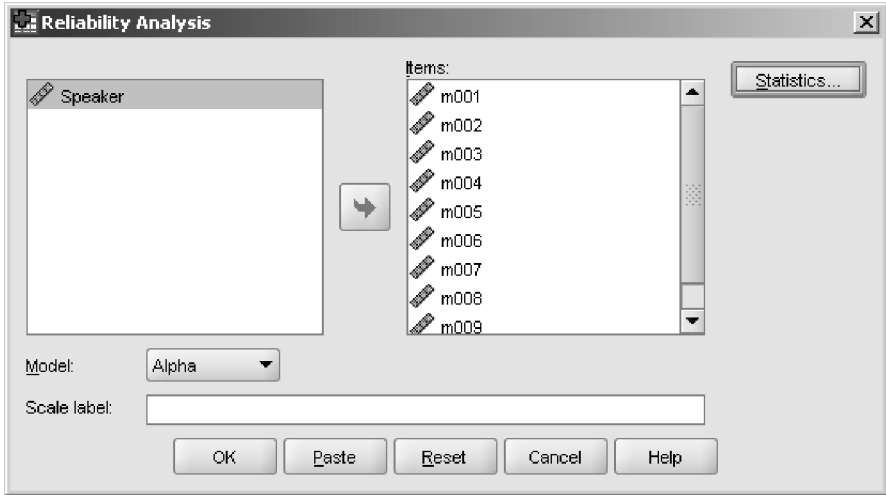 Reliability Analysis
Items:
Statistics...
Speaker
m001
m002
m003
m004
m005
m006
m007
m008
m009
Model:
Alpha
Scale label:
OK
Paste
Reset
Cancel
Help